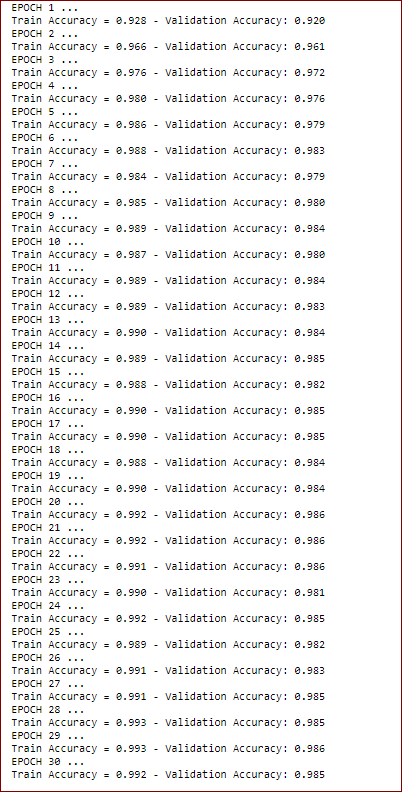 EPOCH 1 ...
Train Accuracy = 0.928 - Validation Accuracy: 0.920
EPOCH 2 ...
Train Accuracy = 0.966 - Validation Accuracy: 0.961
EPOCH 3 ...
Train Accuracy = 0.976 - Validation Accuracy: 0.972
EPOCH 4 ...
Train Accuracy = 0.980 - Validation Accuracy: 0.976
EPOCH 5 ...
Train Accuracy = 0.986 - Validation Accuracy: 0.979
EPOCH 6 ...
Train Accuracy = 0.988 - Validation Accuracy: 0.983
EPOCH 7 ...
Train Accuracy = 0.984 - Validation Accuracy: 0.979
EPOCH 8 ...
Train Accuracy = 0.985 - Validation Accuracy: 0.980
EPOCH 9 ...
Train Accuracy = 0.989 - Validation Accuracy: 0.984
EPOCH 10 ...
Train Accuracy = 0.987 - Validation Accuracy: 0.980
EPOCH 11 ...
Train Accuracy = 0.989 - Validation Accuracy: 0.984
EPOCH 12 ...
Train Accuracy = 0.989 - Validation Accuracy: 0.983
EPOCH 13 ...
Train Accuracy = 0.990 - Validation Accuracy: 0.984
EPOCH 14 ...
Train Accuracy = 0.989 - Validation Accuracy: 0.985
EPOCH 15 ...
Train Accuracy = 0.988 - Validation Accuracy: 0.982
EPOCH 16 ...
Train Accuracy = 0.990 - Validation Accuracy: 0.985
EPOCH 17 ...
Train Accuracy = 0.990 - Validation Accuracy: 0.985
EPOCH 18 ...
Train Accuracy = 0.988 - Validation Accuracy: 0.984
EPOCH 19 ...
Train Accuracy = 0.990 - Validation Accuracy: 0.984
EPOCH 20 ...
Train Accuracy = 0.992 - Validation Accuracy: 0.986
EPOCH 21 ...
Train Accuracy = 0.992 - Validation Accuracy: 0.986
EPOCH 22 ...
Train Accuracy = 0.991 - Validation Accuracy: 0.986
EPOCH 23 ...
Train Accuracy = 0.990 - Validation Accuracy: 0.981
EPOCH 24 ...
Train Accuracy = 0.992 - Validation Accuracy: 0.985
EPOCH 25 ...
Train Accuracy = 0.989 - Validation Accuracy: 0.982
EPOCH 26 ...
Train Accuracy = 0.991 - Validation Accuracy: 0.983
EPOCH 27 ...
Train Accuracy = 0.991 - Validation Accuracy: 0.985
EPOCH 28 ...
Train Accuracy = 0.993 - Validation Accuracy: 0.985
EPOCH 29 ...
Train Accuracy = 0.993 - Validation Accuracy: 0.986
EPOCH 30 ...
Train Accuracy = 0.992 - Validation Accuracy: 0.985